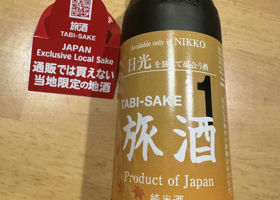 旅酒
TABI-SAKE
JAPAN
Exclusive Local Sake
通販では買えない
当地限定の地酒
Available only @ NIKKO
日光を旅して出会う酒
TABI-SAKE
1
旅酒
Product of Japan
純米酒